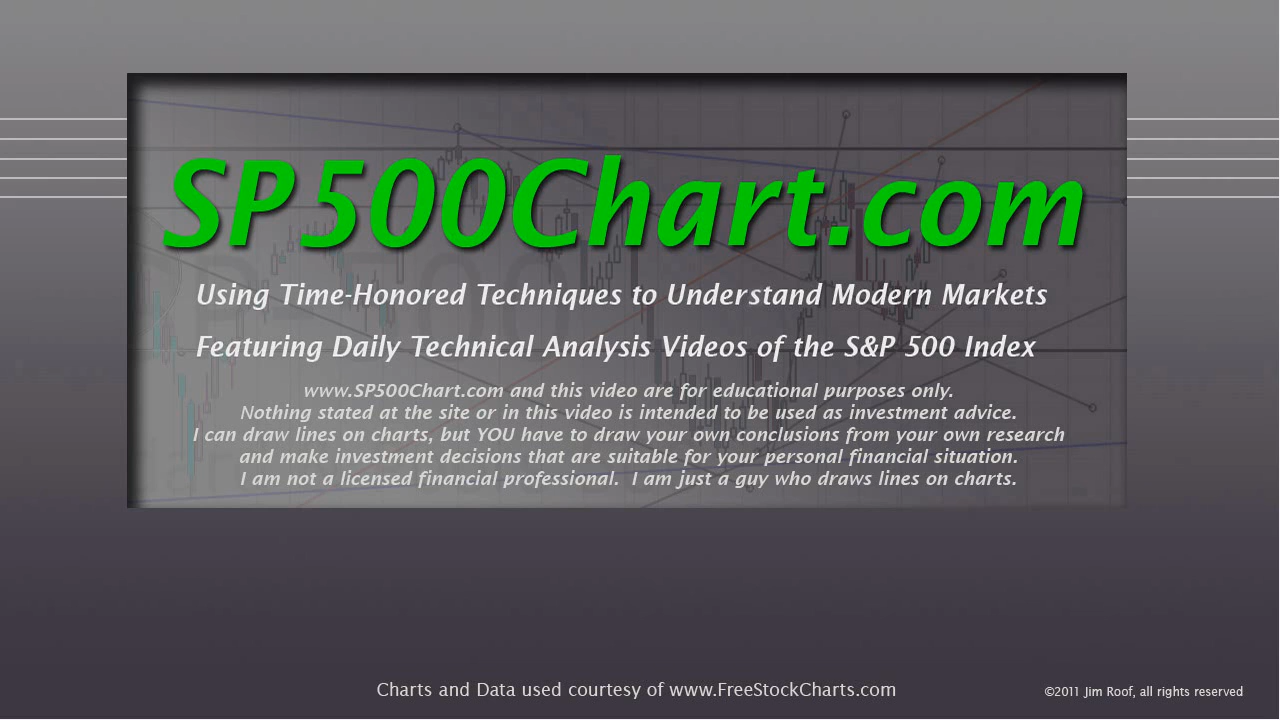 SP500Chart.com
Using Time-Honored Techniques to Understand Modern Markets
Featuring Daily Technical Analysis Videos of the S&P 500 Index
www.SP500Chart.com and this video are for educational purposes only.
Nothing stated at the site or in this video is intended to be used as investment advice.
I can draw lines on charts, but YOU have to draw your own conclusions from your own research
and make investment decisions that are suitable for your personal financial situation.
I am not a licensed financial professional.  I am just a guy who draws lines on charts.
Charts and Data used courtesy of www.FreeStockCharts.com
©2011 Jim Roof, all rights reserved